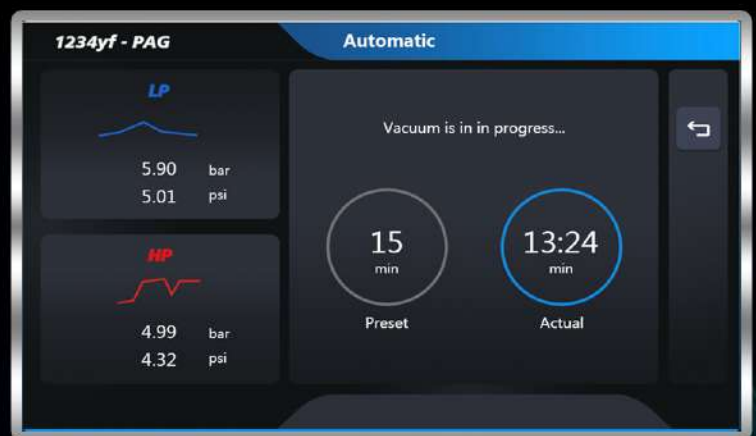 1234yf - PAG
Automatic
LP
5.90 bar
5.01 psi
HP
4.99 bar
4.32 psi
Vacuum is in in progress...
15
min
Preset
13:24
min
Actual